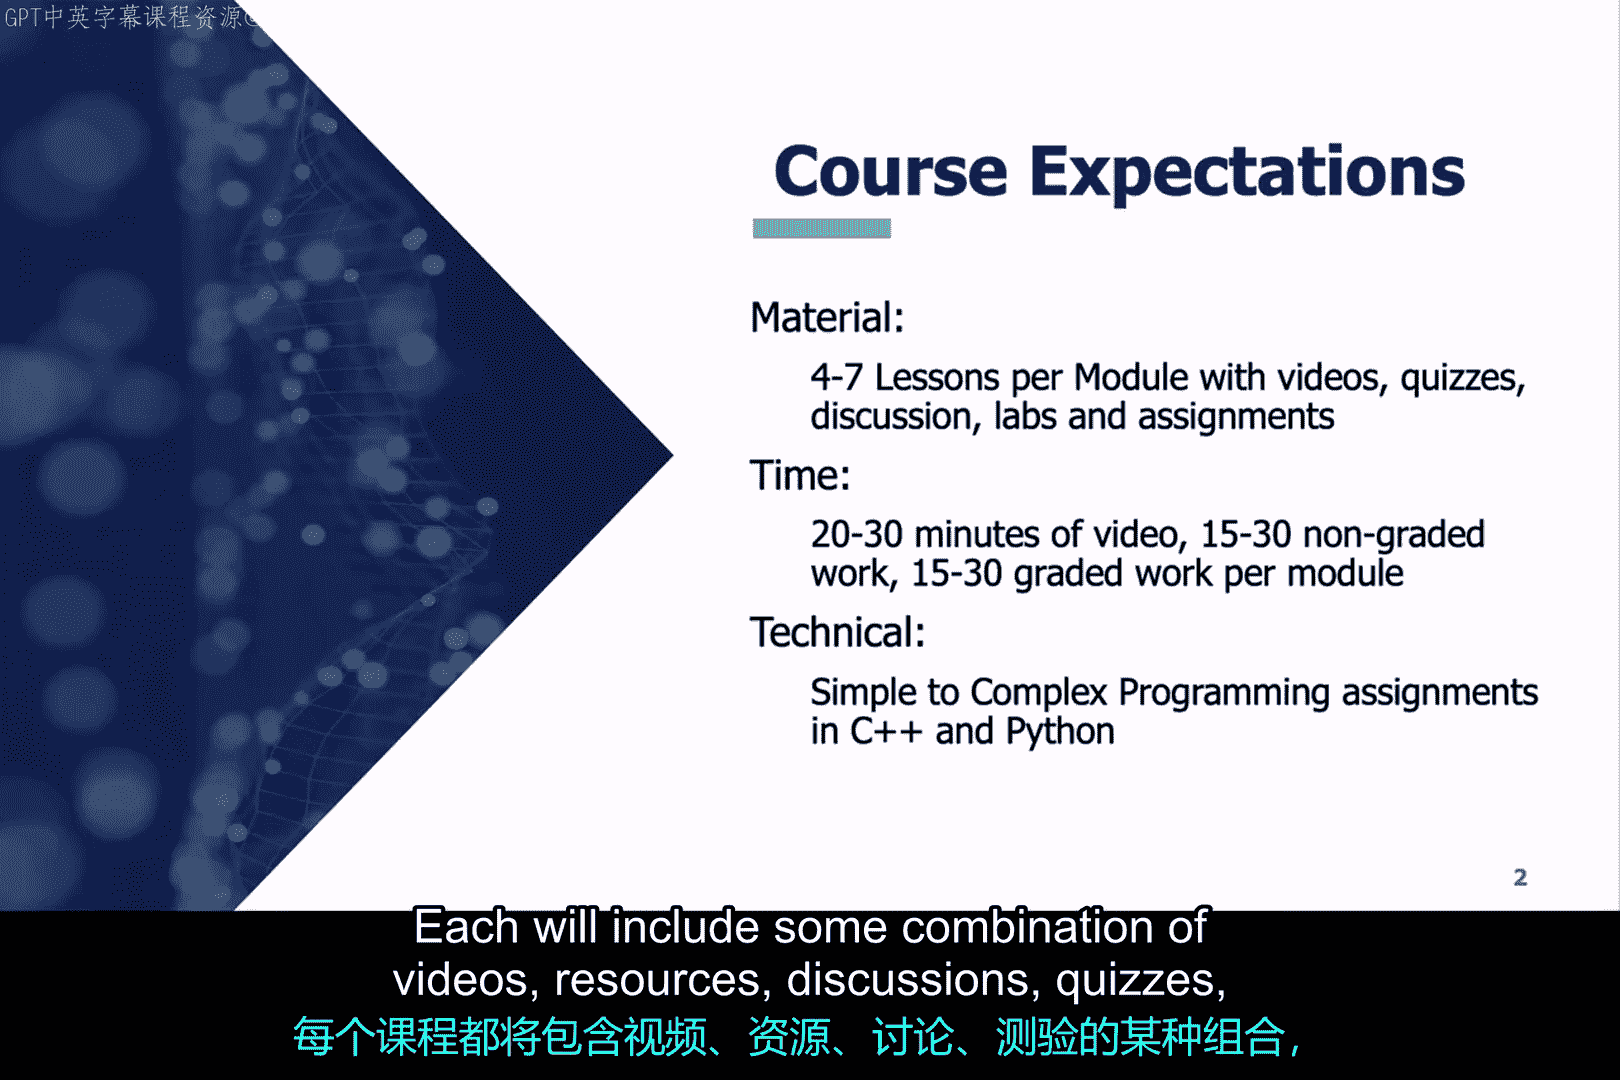 GPT中英字幕课程资源@
Course Expectations
Material:
4-7 Lessons per Module with videos, quizzes,
discussion, labs and assignments
Time:
20-30 minutes of video, 15-30 non-graded
work, 15-30 graded work per module
Technical:
Simple to Complex Programming assignments
in C++ and Python
2
Each will include some combination of
videos, resources, discussions, quizzes,
每个课程都将包含视频、资源、讨论、测验的某种组合，